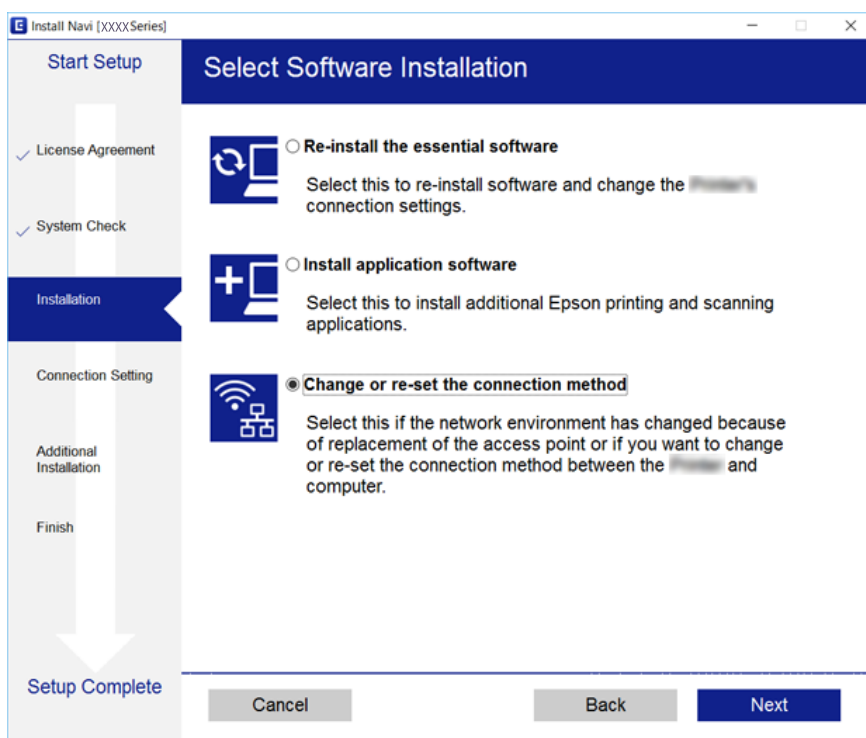 Install Navi [XXXXSeries]
Start Setup
License Agreement
System Check
Installation
Connection Setting
Additional
Installation
Finish
Setup Complete
Select Software Installation
Re-install the essential software
Select this to re-install software and change the
connection settings.
Install application software
Select this to install additional Epson printing and scanning
applications.
Change or re-set the connection method
Select this if the network environment has changed because
of replacement of the access point or if you want to change
or re-set the connection method between the and
computer.
Cancel
Back
Next